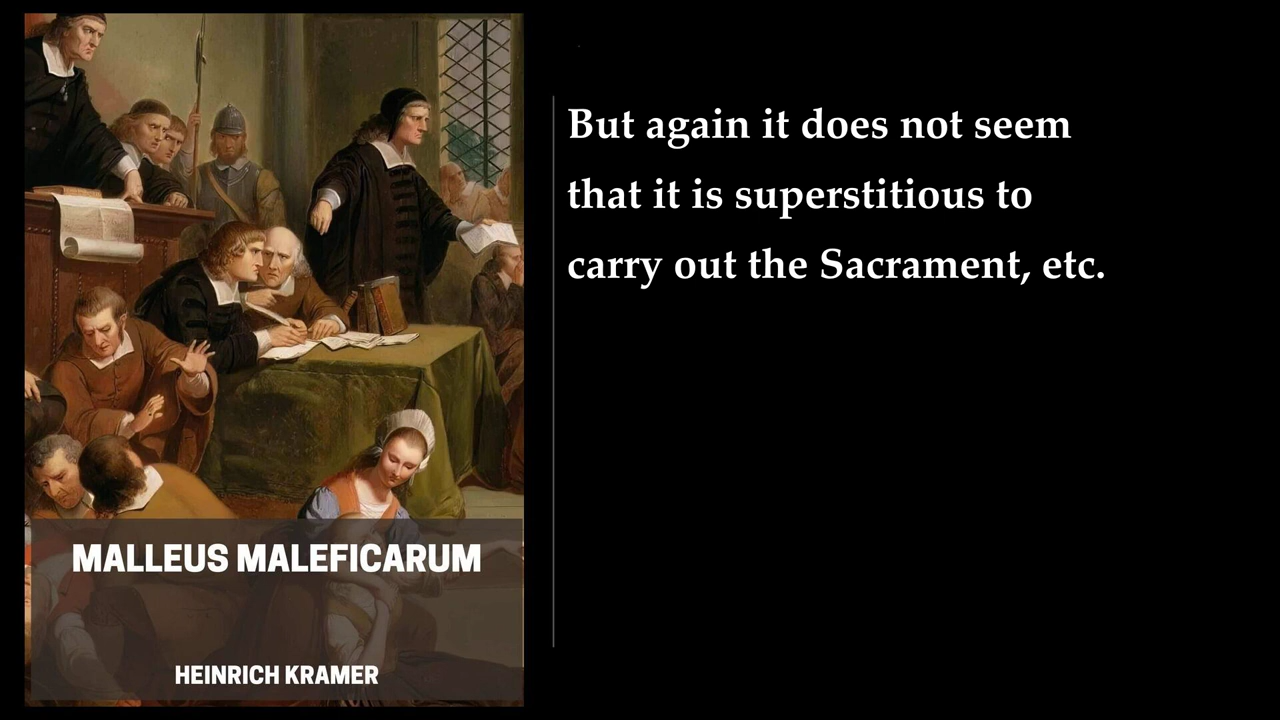 But again it does not seem
that it is superstitious to
carry out the Sacrament, etc.
MALLEUS MALEFICARUM
HEINRICH KRAMER